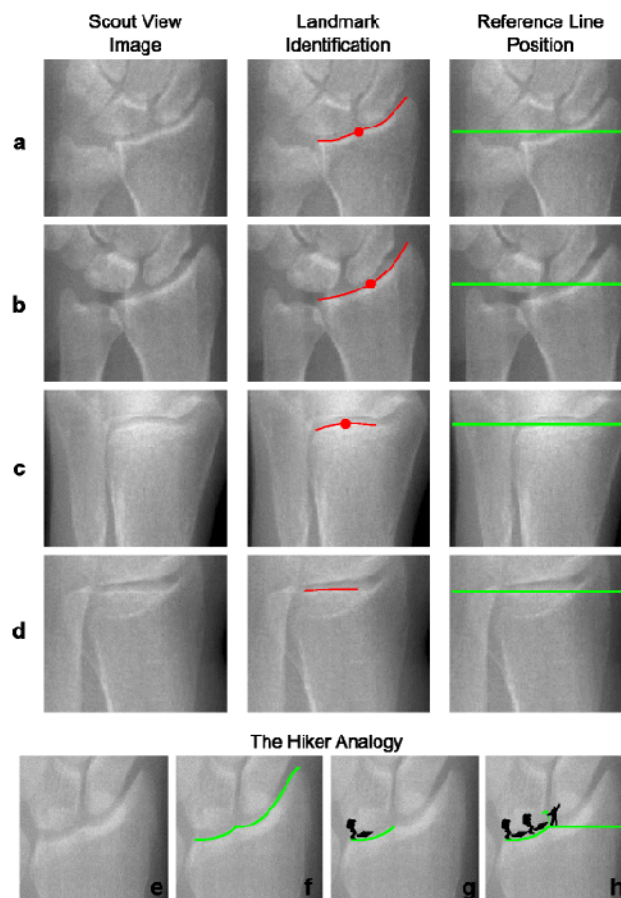 Scout View
Image
Landmark
Identification
Reference Line
Position
a
b
c
d
The Hiker Analogy
e
f
g
h